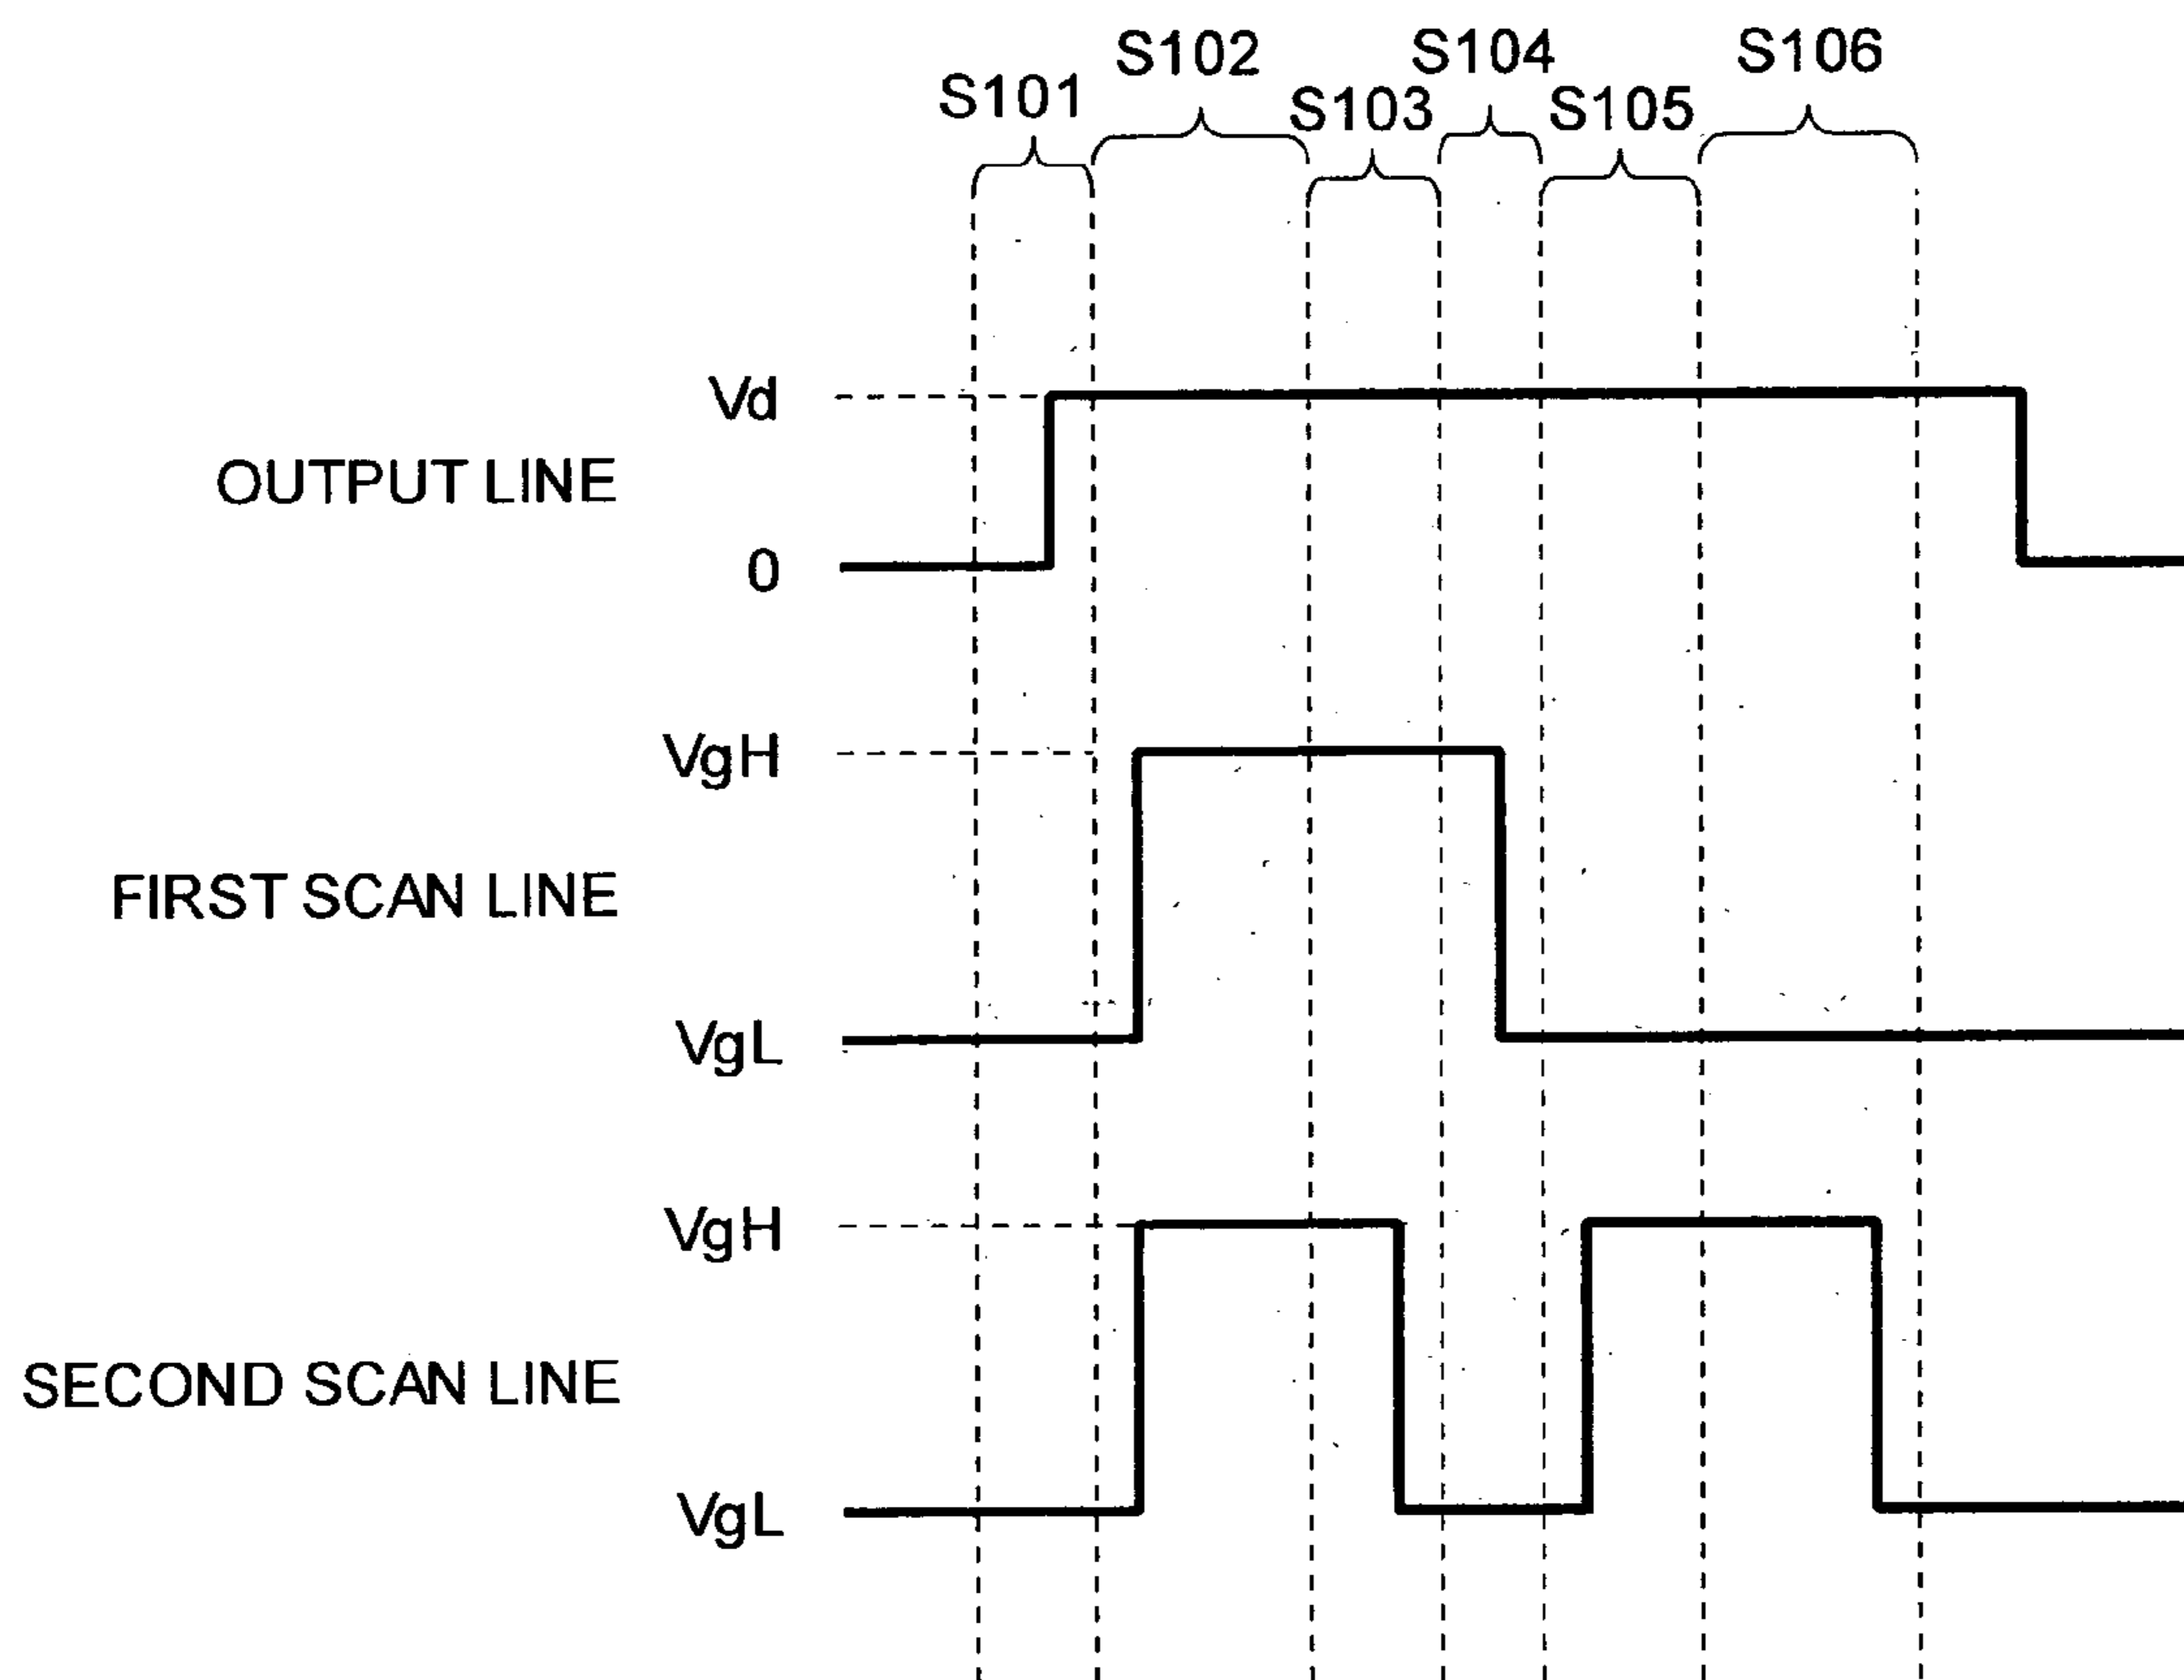 S101
S102
S103
S104
S105
S106
Vd
OUTPUT LINE
0
VgH
FIRST SCAN LINE
VgL
VgH
SECOND SCAN LINE
VgL